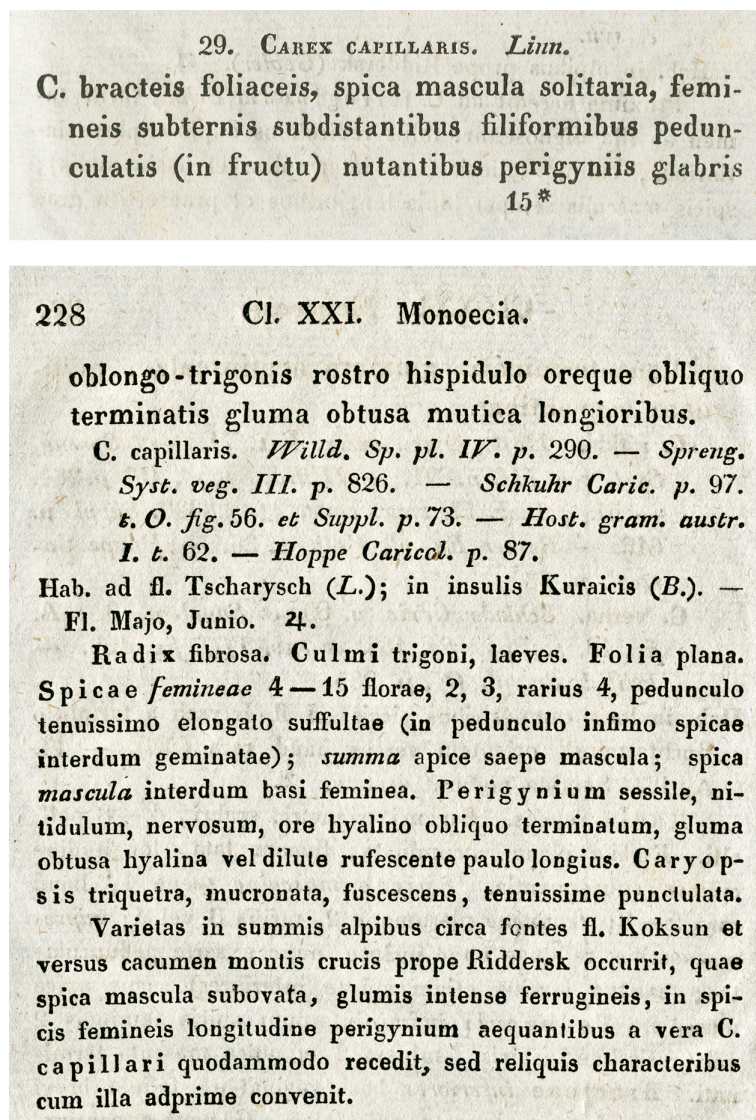 29. CAREX CAPILLARIS. Linn.
C. bracteis foliaceis, spica mascula solitaria, femi-
neis subternis subdistantibus filiformibus pedun-
culatis (in fructu) nutantibus perigyniis glabris
15*
228 Cl. XXI. Monoecia.
oblongo-trigonis rostro hispidulo oreque obliquo
terminatis gluma obtusa mutica longioribus.
C. capillaris. Willd. Sp. pl. IV. p. 290. — Spreng.
Syst. veg. III. p. 826. — Schkuhr Caric. p. 97.
t. O. fig. 56. et Suppl. p. 73. — Host. gram. austr.
I. t. 62. — Hoppe Caricol. p. 87.
Hab. ad fl. Tscharysch (L.); in insulis Kuraicis (B.). —
Fl. Majo, Junio. ♃.
Radix fibrosa. Culmi trigoni, laeves. Folia plana.
Spicae femineae 4—15 florae, 2, 3, rarius 4, pedunculo
tenuissimo elongato suffultae (in pedunculo infimo spicae
interdum geminatae); summa apice saepe mascula; spica
mascula interdum basi feminea. Perigynium sessile, ni-
tidulum, nervosum, ore hyalino obliquo terminatum, gluma
obtusa hyalina vel dilute rufescente paulo longius. Caryop-
sis triquetra, mucronata, fuscescens, tenuissime punctulata.
Varietas in summis alpibus circa fontes fl. Koksun et
versus cacumen montis crucis prope Riddersk occurrit, quae
spica mascula subovata, glumis intense ferrugineis, in spi-
cis femineis longitudine perigynium aequantibus a vera C.
capillari quodammodo recedit, sed reliquis characteribus
cum illa adprime convenit.